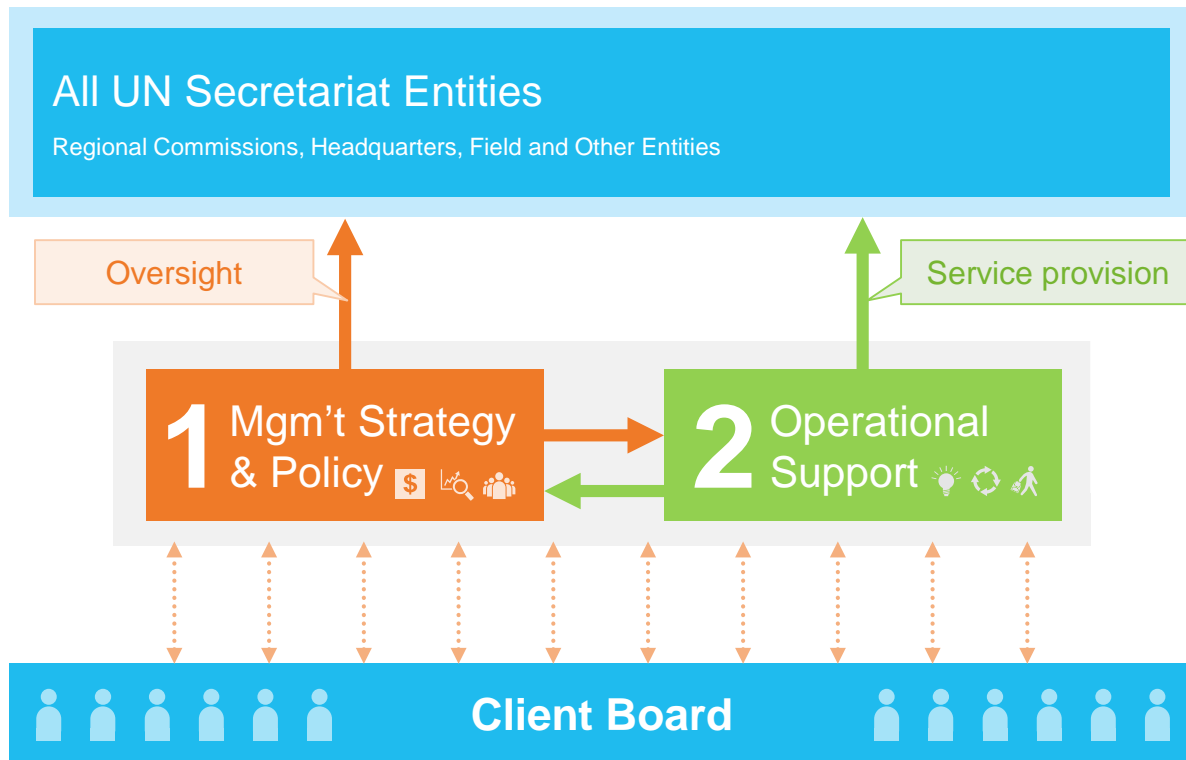 All UN Secretariat Entities
Regional Commissions, Headquarters, Field and Other Entities
Oversight
Service provision
1
Mgm't Strategy
& Policy
$
2
Operational
Support
Client Board